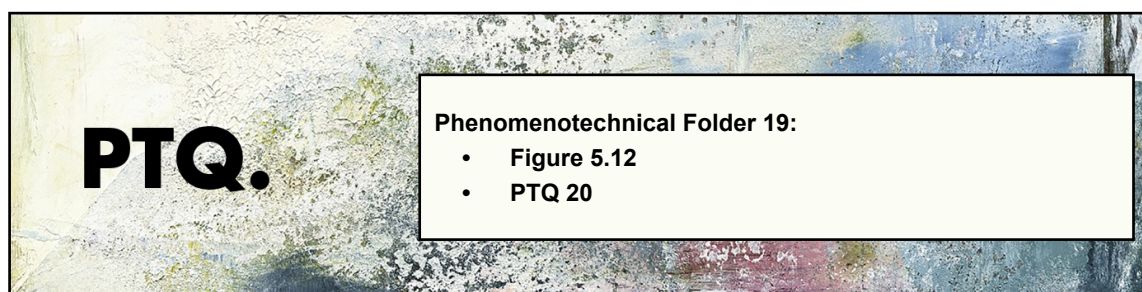 PTQ.
Phenomenotechnical Folder 19:
• Figure 5.12
• PTQ 20